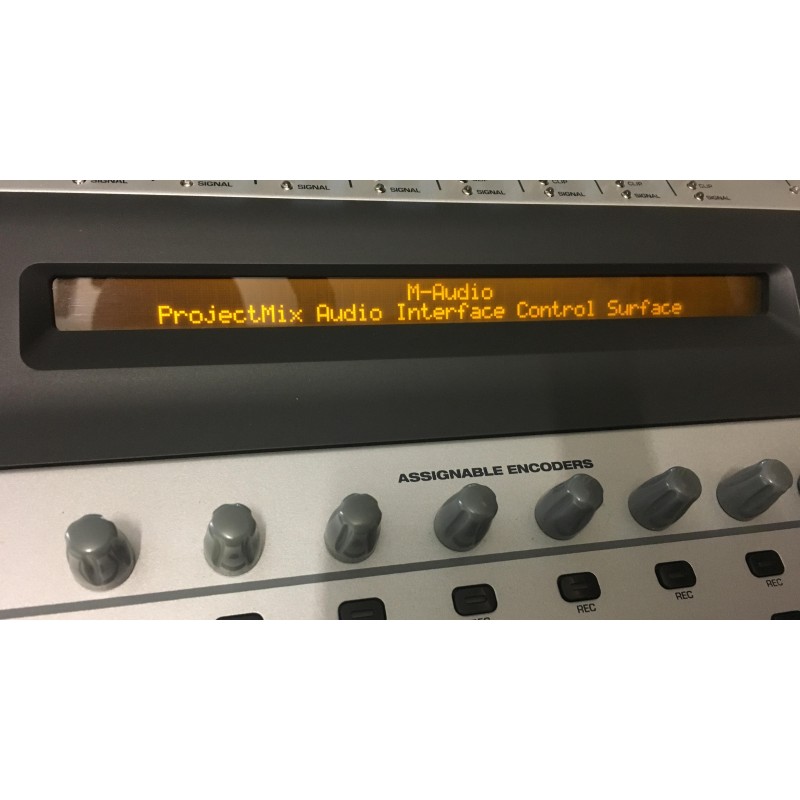 CLIP CLIP CLIP
SIGNAL SIGNAL SIGNAL SIGNAL SIGNAL SIGNAL SIGNAL SIGNAL
M-Audio
ProjectMix Audio Interface Control Surface
ASSIGNABLE ENCODERS
REC REC REC